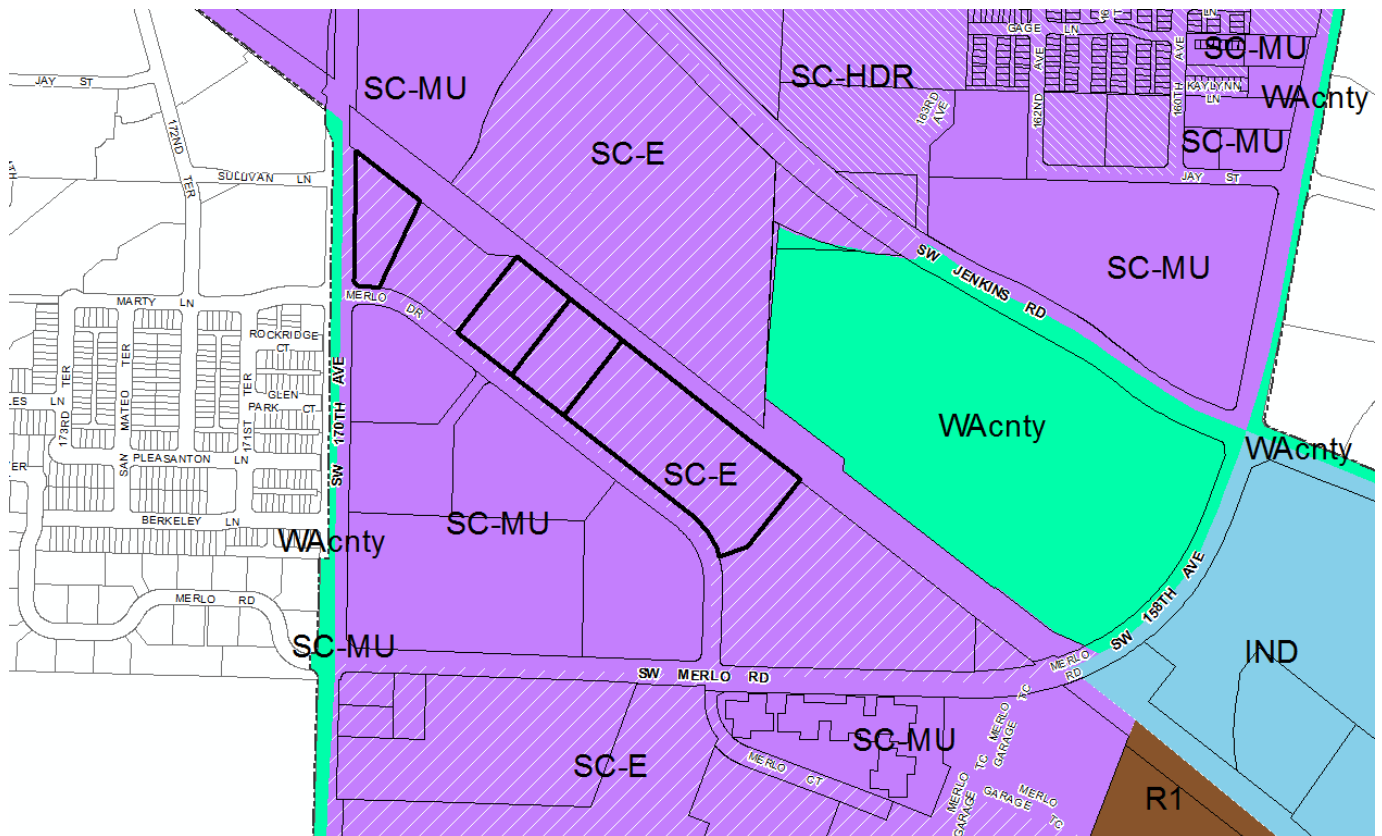 GAGE LN
SC-MU
SC-MU
SC-HDR
162ND AVE
160TH AVE
KAYLYNN LN
WAcnty
163RD AVE
JAY ST
172ND TER
SC-E
SC-MU
JAY ST
SULLIVAN LN
SW JENKINS RD
SC-MU
MARTY LN
MERLO DR
ROCKRIDGE CT
173RD TER
SAN MATEO TER
171ST TER
GLEN PARK CT
LES LN
SW 170TH AVE
PLEASANTON LN
WAcnty
WAcnty
SC-E
SC-MU
BERKELEY LN
WAcnty
MERLO RD
SC-MU
SW MERLO RD
MERLO RD
SW 158TH AVE
IND
MERLO TC GARAGE
MERLO TC GARAGE
MERLO TC GARAGE
SC-MU
SC-E
MERLO CT
R1